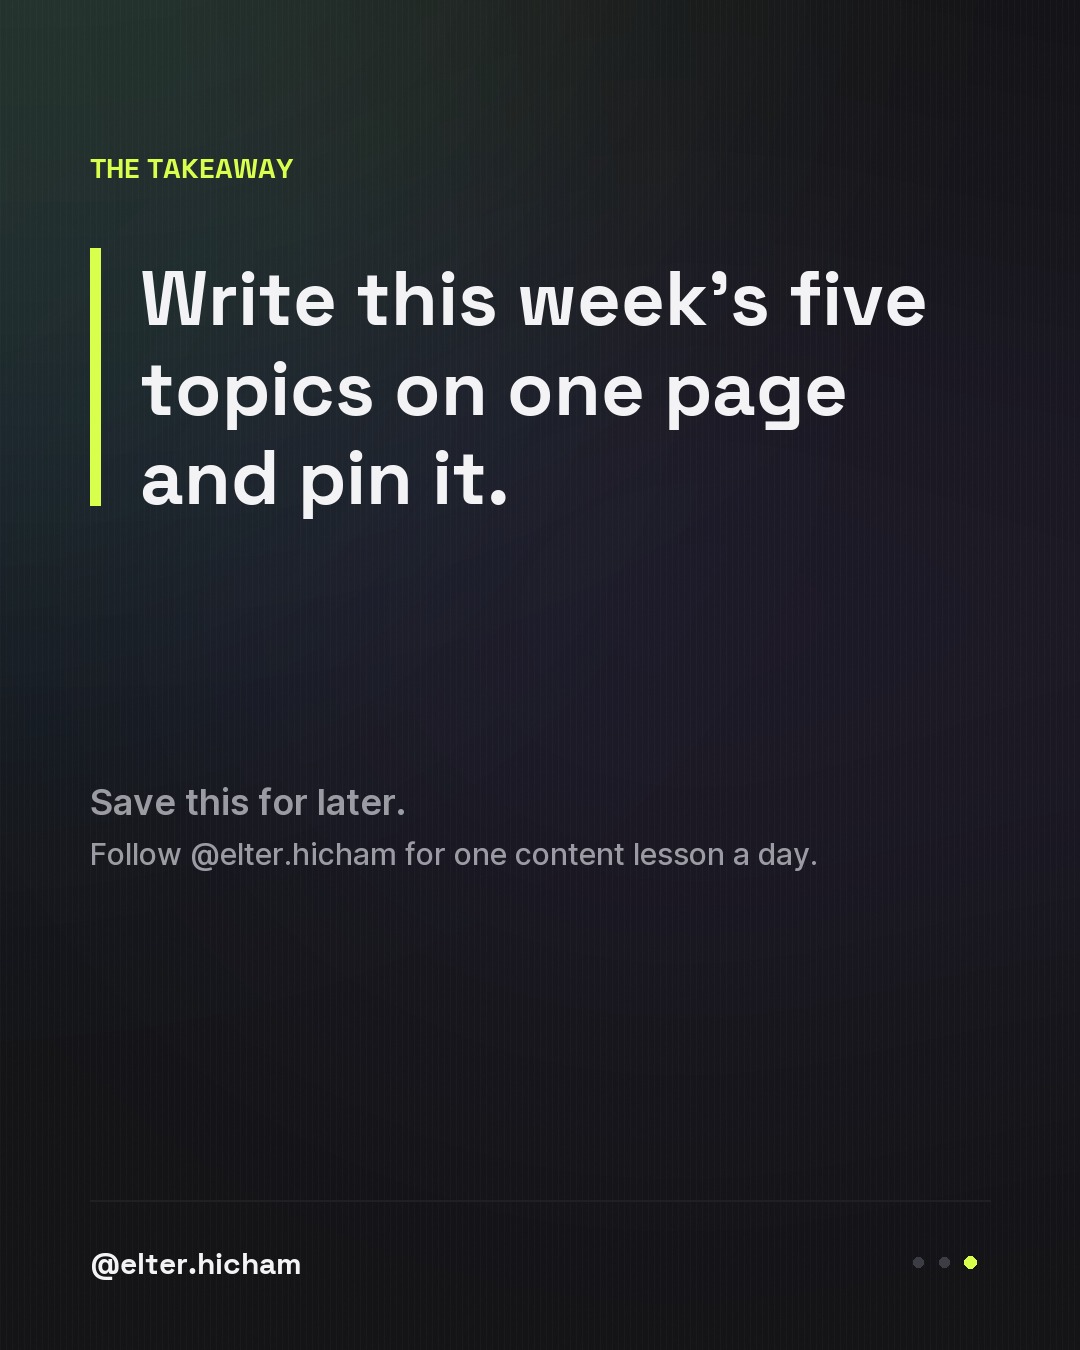 THE TAKEAWAY
Write this week’s five
topics on one page
and pin it.
Save this for later.
Follow @elter.hicham for one content lesson a day.
@elter.hicham